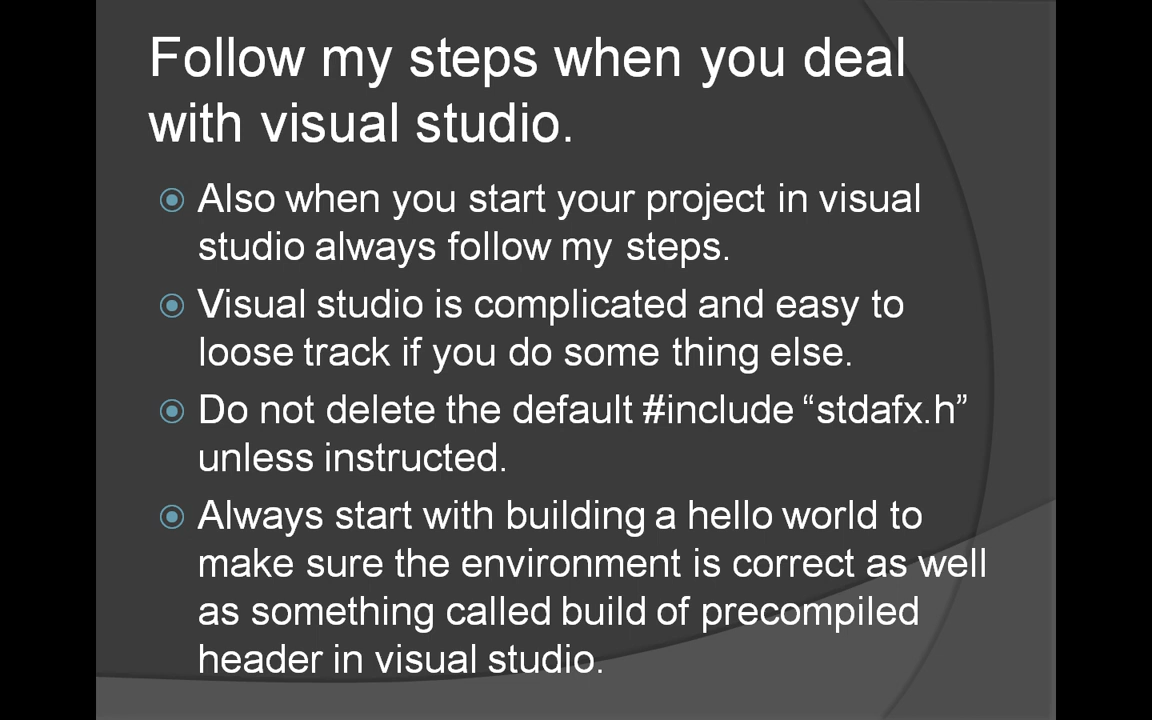 Follow my steps when you deal
with visual studio.
Also when you start your project in visual
studio always follow my steps.
Visual studio is complicated and easy to
loose track if you do some thing else.
Do not delete the default #include “stdafx.h”
unless instructed.
Always start with building a hello world to
make sure the environment is correct as well
as something called build of precompiled
header in visual studio.